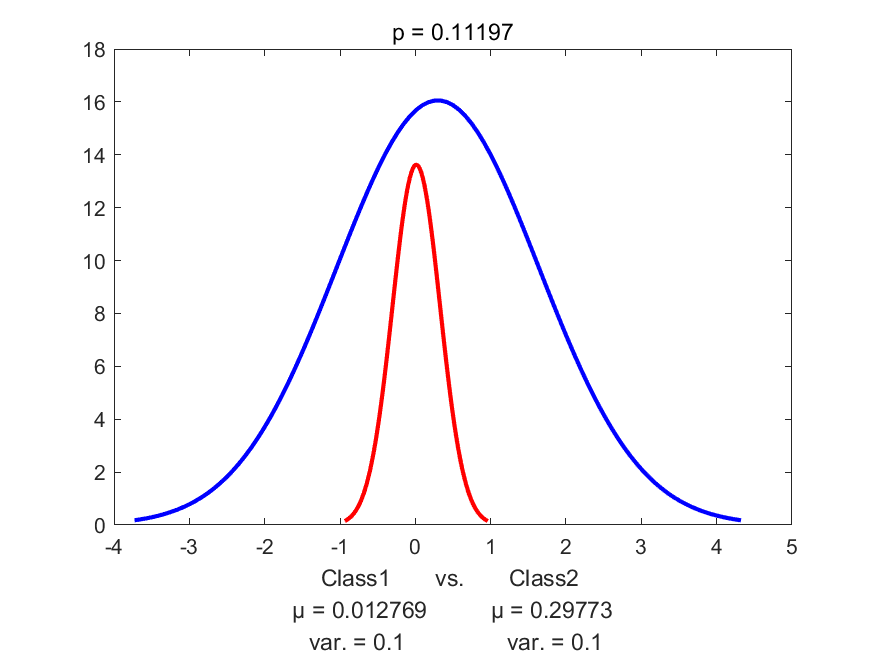 p = 0.11197
18
16
14
12
10
8
6
4
2
0
-4 -3 -2 -1 0 1 2 3 4 5
Class1 vs. Class2
μ = 0.012769 μ = 0.29773
var. = 0.1 var. = 0.1